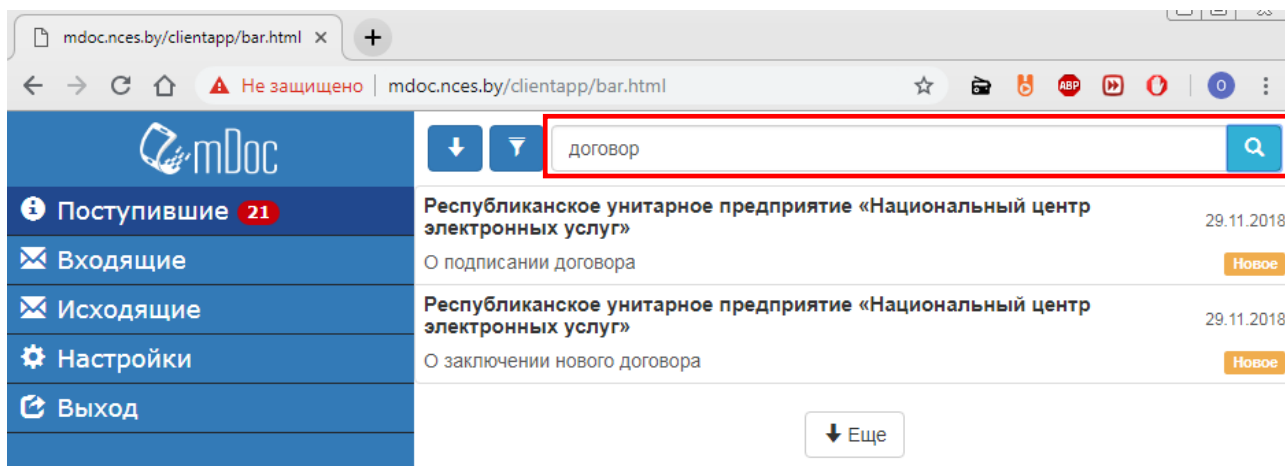 mdoc.nces.by/clientapp/bar.html
Не защищено mdoc.nces.by/clientapp/bar.html ABP O
mDoc
договор
Поступившие 21
Входящие
Исходящие
Настройки
Выход
Республиканское унитарное предприятие «Национальный центр
электронных услуг»
29.11.2018
О подписании договора
Новое
Республиканское унитарное предприятие «Национальный центр
электронных услуг»
29.11.2018
О заключении нового договора
Новое
Еще